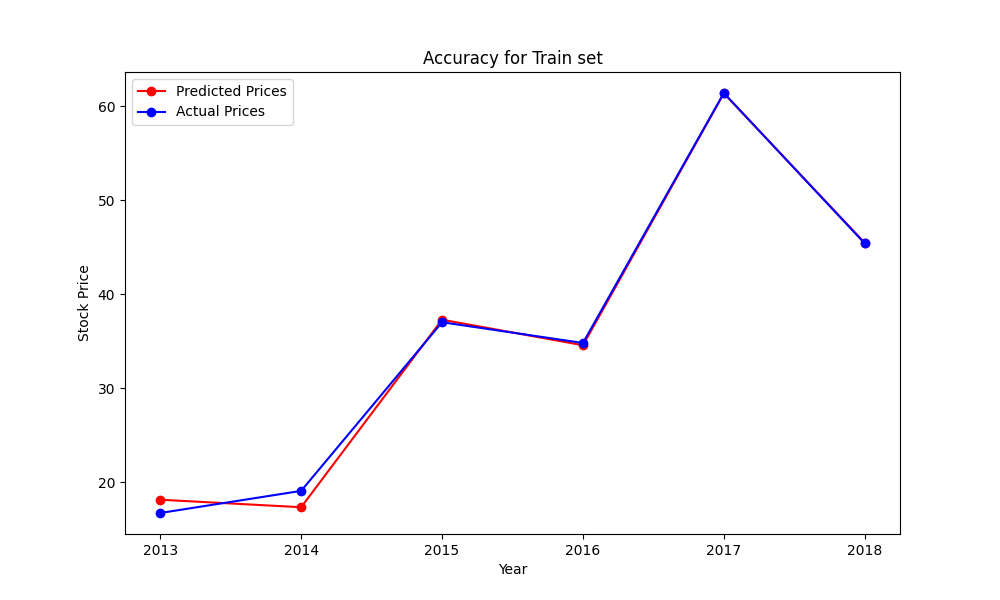 Accuracy for Train set
Predicted Prices
Actual Prices
60
50
40
30
20
Stock Price
2013 2014 2015 2016 2017 2018
Year